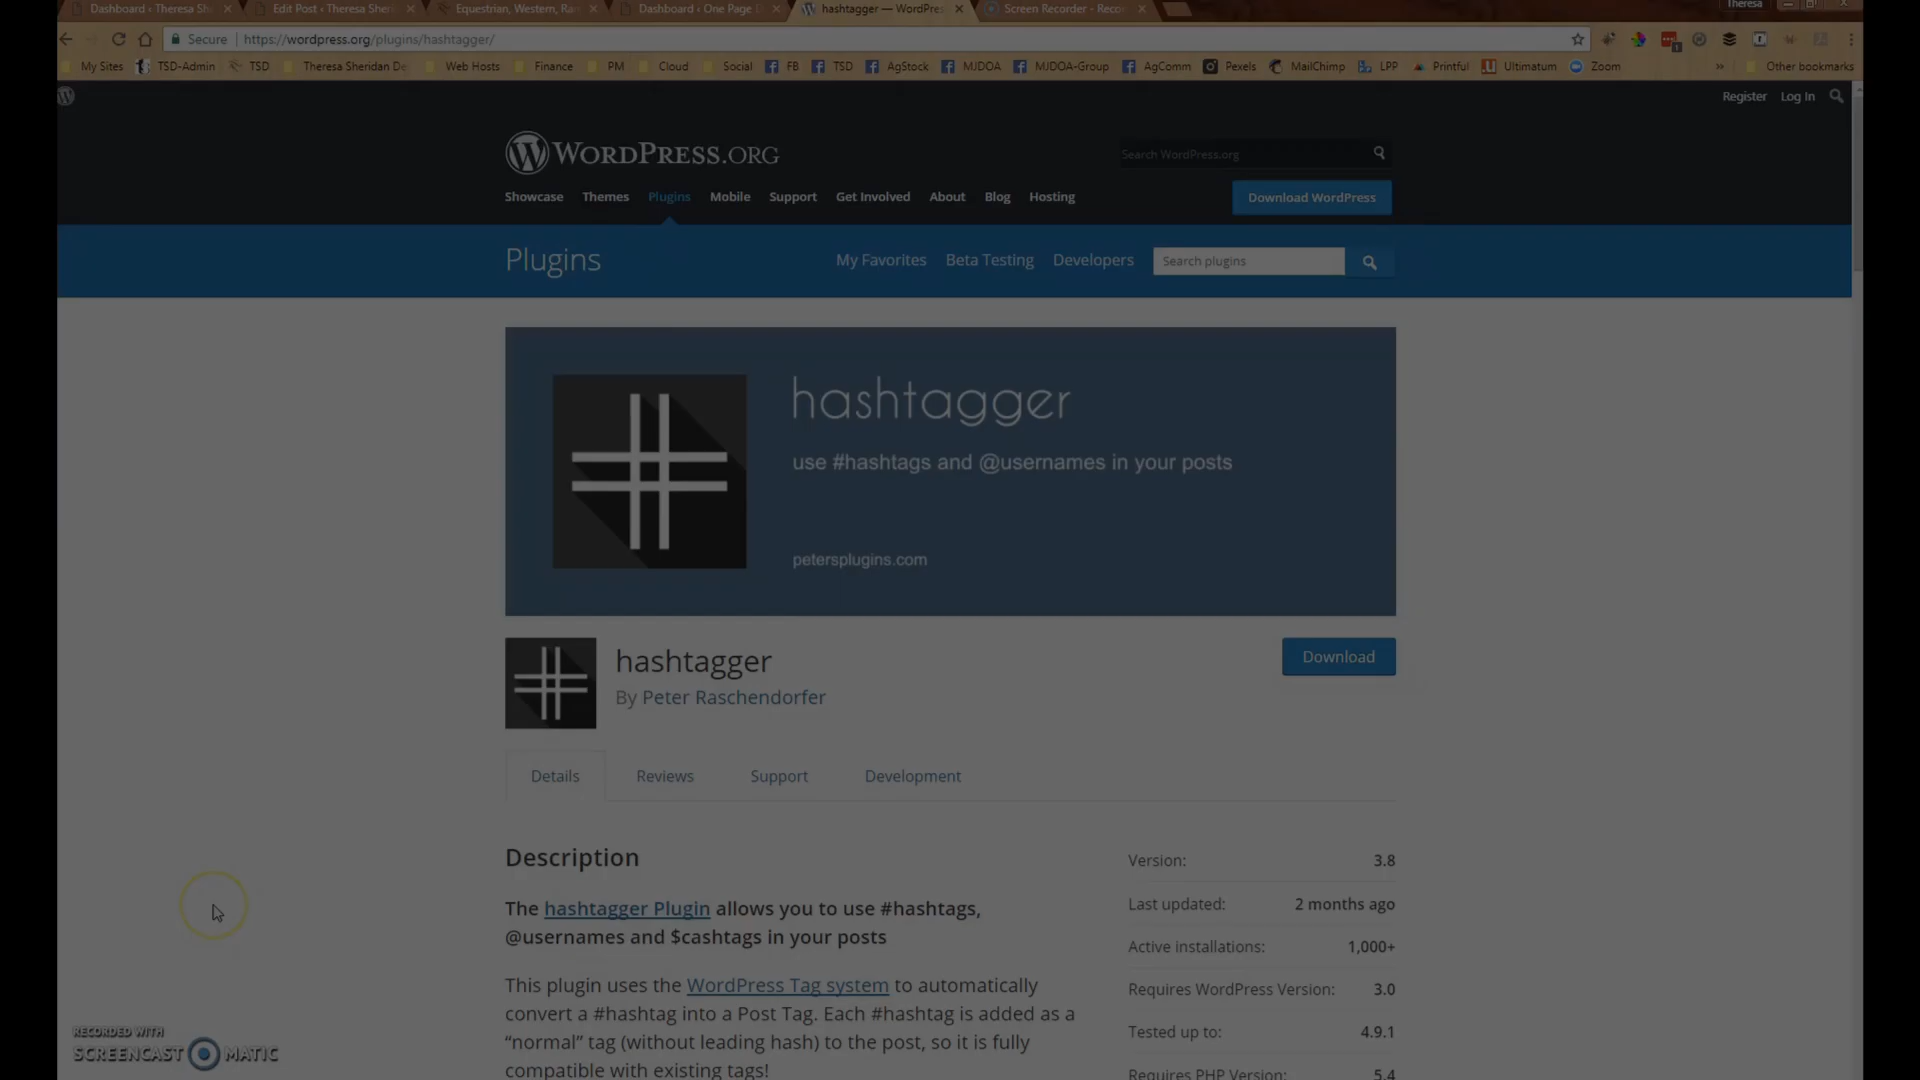 Dashboard ‹ Theresa Sh
Edit Post ‹ Theresa Sher
Equestrian, Western, Ran
Dashboard ‹ One Page D
hashtagger — WordPres
Screen Recorder - Reco
Theresa
Secure
https://wordpress.org/plugins/hashtagger/
My Sites
TSD-Admin
TSD
Theresa Sheridan De
Web Hosts
Finance
PM
Cloud
Social
FB
TSD
AgStock
MJDOA
MJDOA-Group
AgComm
Pexels
MailChimp
LPP
Printful
Ultimatum
Zoom
»
Other bookmarks
Register
Log In
WORDPRESS.ORG
Search WordPress.org
Showcase
Themes
Plugins
Mobile
Support
Get Involved
About
Blog
Hosting
Download WordPress
Plugins
My Favorites
Beta Testing
Developers
Search plugins
hashtagger
use #hashtags and @usernames in your posts
petersplugins.com
hashtagger
By Peter Raschendorfer
Download
Details
Reviews
Support
Development
Description
The hashtagger Plugin allows you to use #hashtags,
@usernames and $cashtags in your posts
This plugin uses the WordPress Tag system to automatically
convert a #hashtag into a Post Tag. Each #hashtag is added as a
“normal” tag (without leading hash) to the post, so it is fully
compatible with existing tags!
Version: 3.8
Last updated: 2 months ago
Active installations: 1,000+
Requires WordPress Version: 3.0
Tested up to: 4.9.1
Requires PHP Version: 5.4
RECORDED WITH
SCREENCAST MATIC